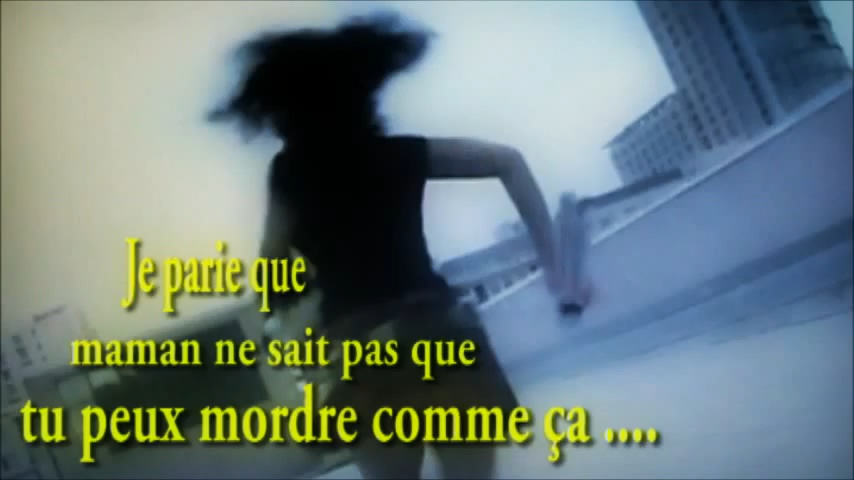 Je parie que
maman ne sait pas que
tu peux mordre comme ça ....